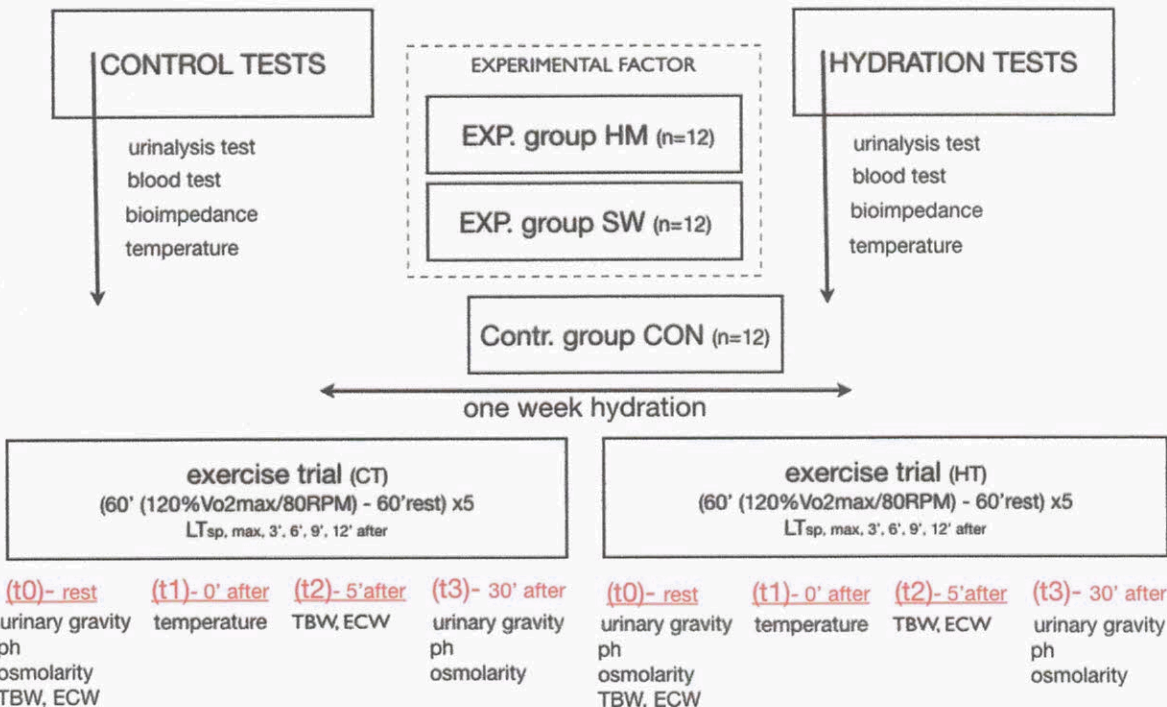 CONTROL TESTS
urinalysis test
blood test
bioimpedance
temperature
EXPERIMENTAL FACTOR
EXP. group HM (n=12)
EXP. group SW (n=12)
Contr. group CON (n=12)
one week hydration
HYDRATION TESTS
urinalysis test
blood test
bioimpedance
temperature
exercise trial (CT)
(60' (120%Vo2max/80RPM) - 60'rest) x5
LTsp, max, 3', 6', 9', 12' after
(t0)- rest
urinary gravity
ph
osmolarity
TBW, ECW
(t1)- 0' after
temperature
(t2)- 5'after
TBW, ECW
(t3)- 30' after
urinary gravity
ph
osmolarity
exercise trial (HT)
(60' (120%Vo2max/80RPM) - 60'rest) x5
LTsp, max, 3', 6', 9', 12' after
(t0)- rest
urinary gravity
ph
osmolarity
TBW, ECW
(t1)- 0' after
temperature
(t2)- 5'after
TBW, ECW
(t3)- 30' after
urinary gravity
ph
osmolarity